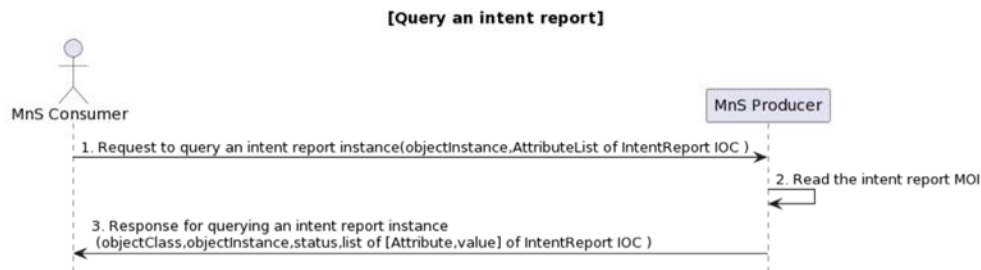 [Query an intent report]
MnS Consumer
MnS Producer
1. Request to query an intent report instance(objectInstance,AttributeList of IntentReport IOC )
2. Read the intent report MOI
3. Response for querying an intent report instance
(objectClass,objectInstance,status,list of [Attribute,value] of IntentReport IOC )